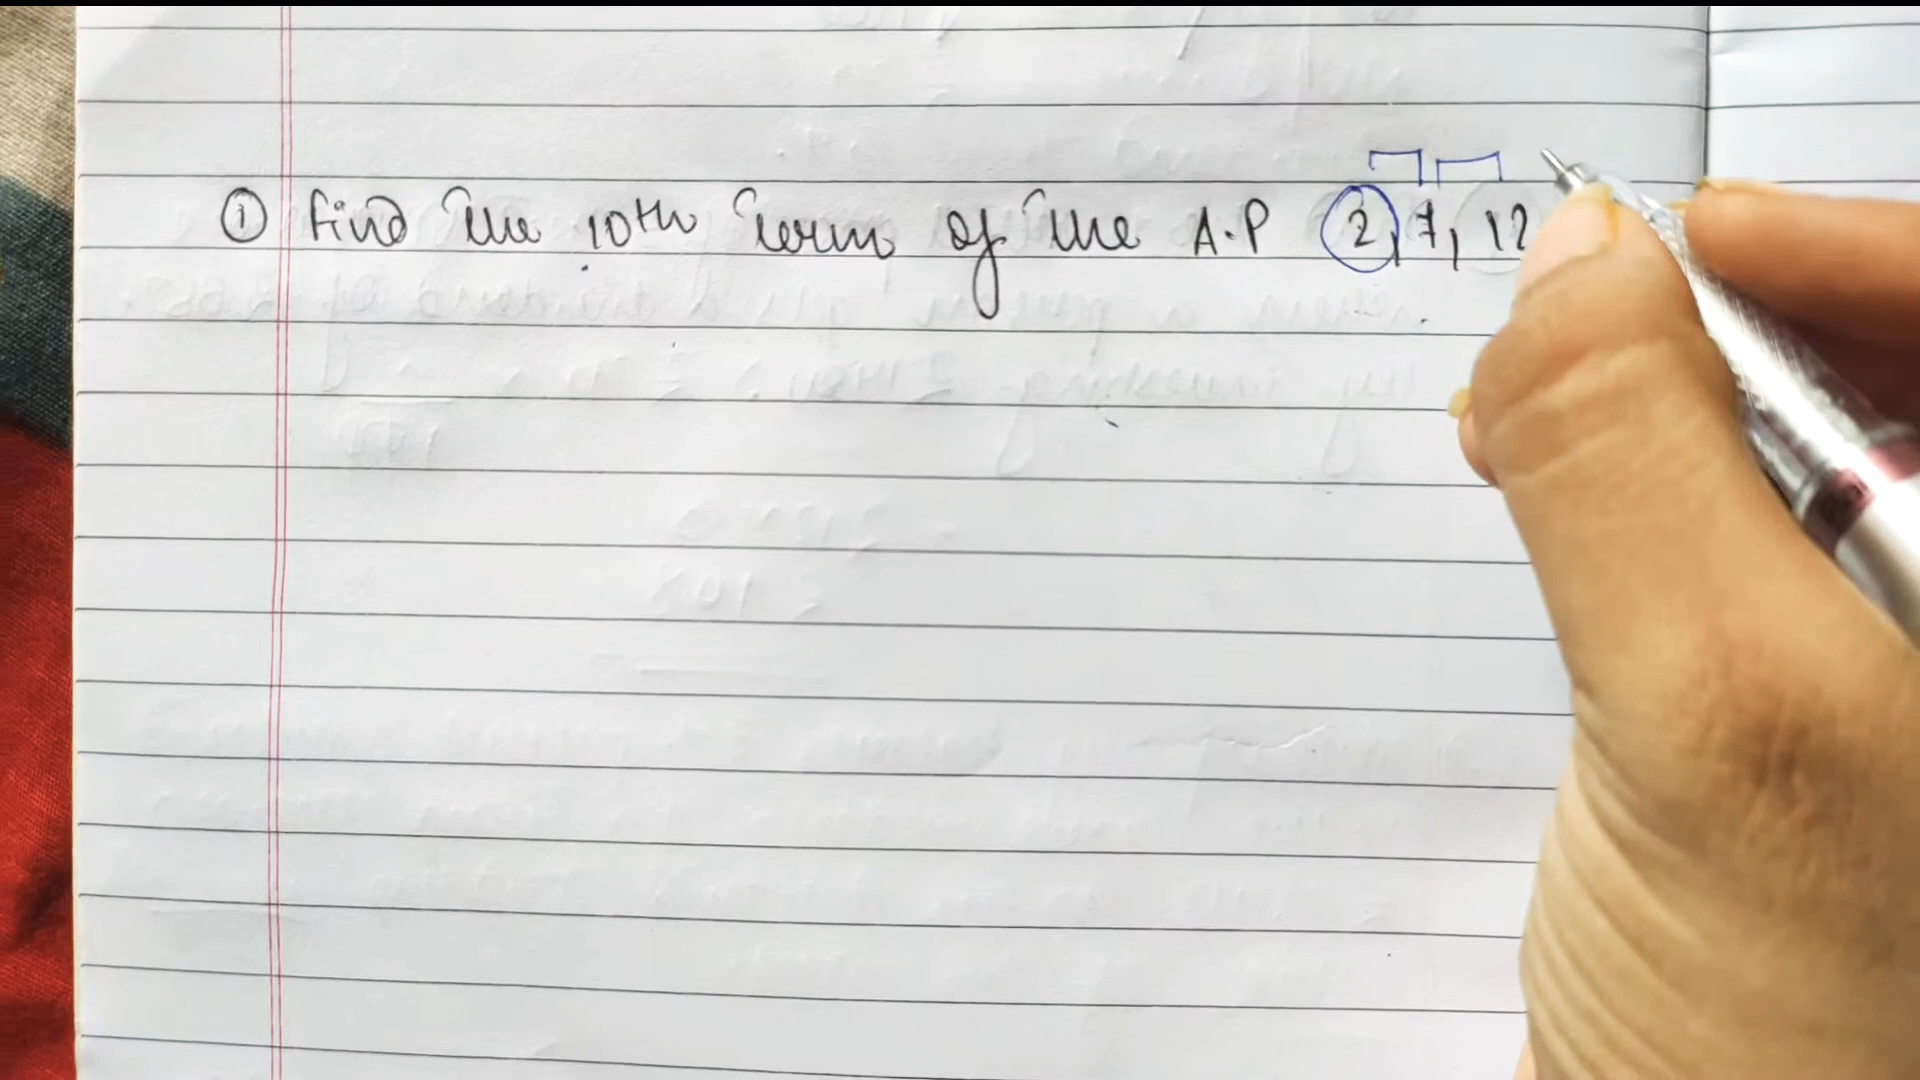 ① Find the 10th term of the A.P 2, 7, 12